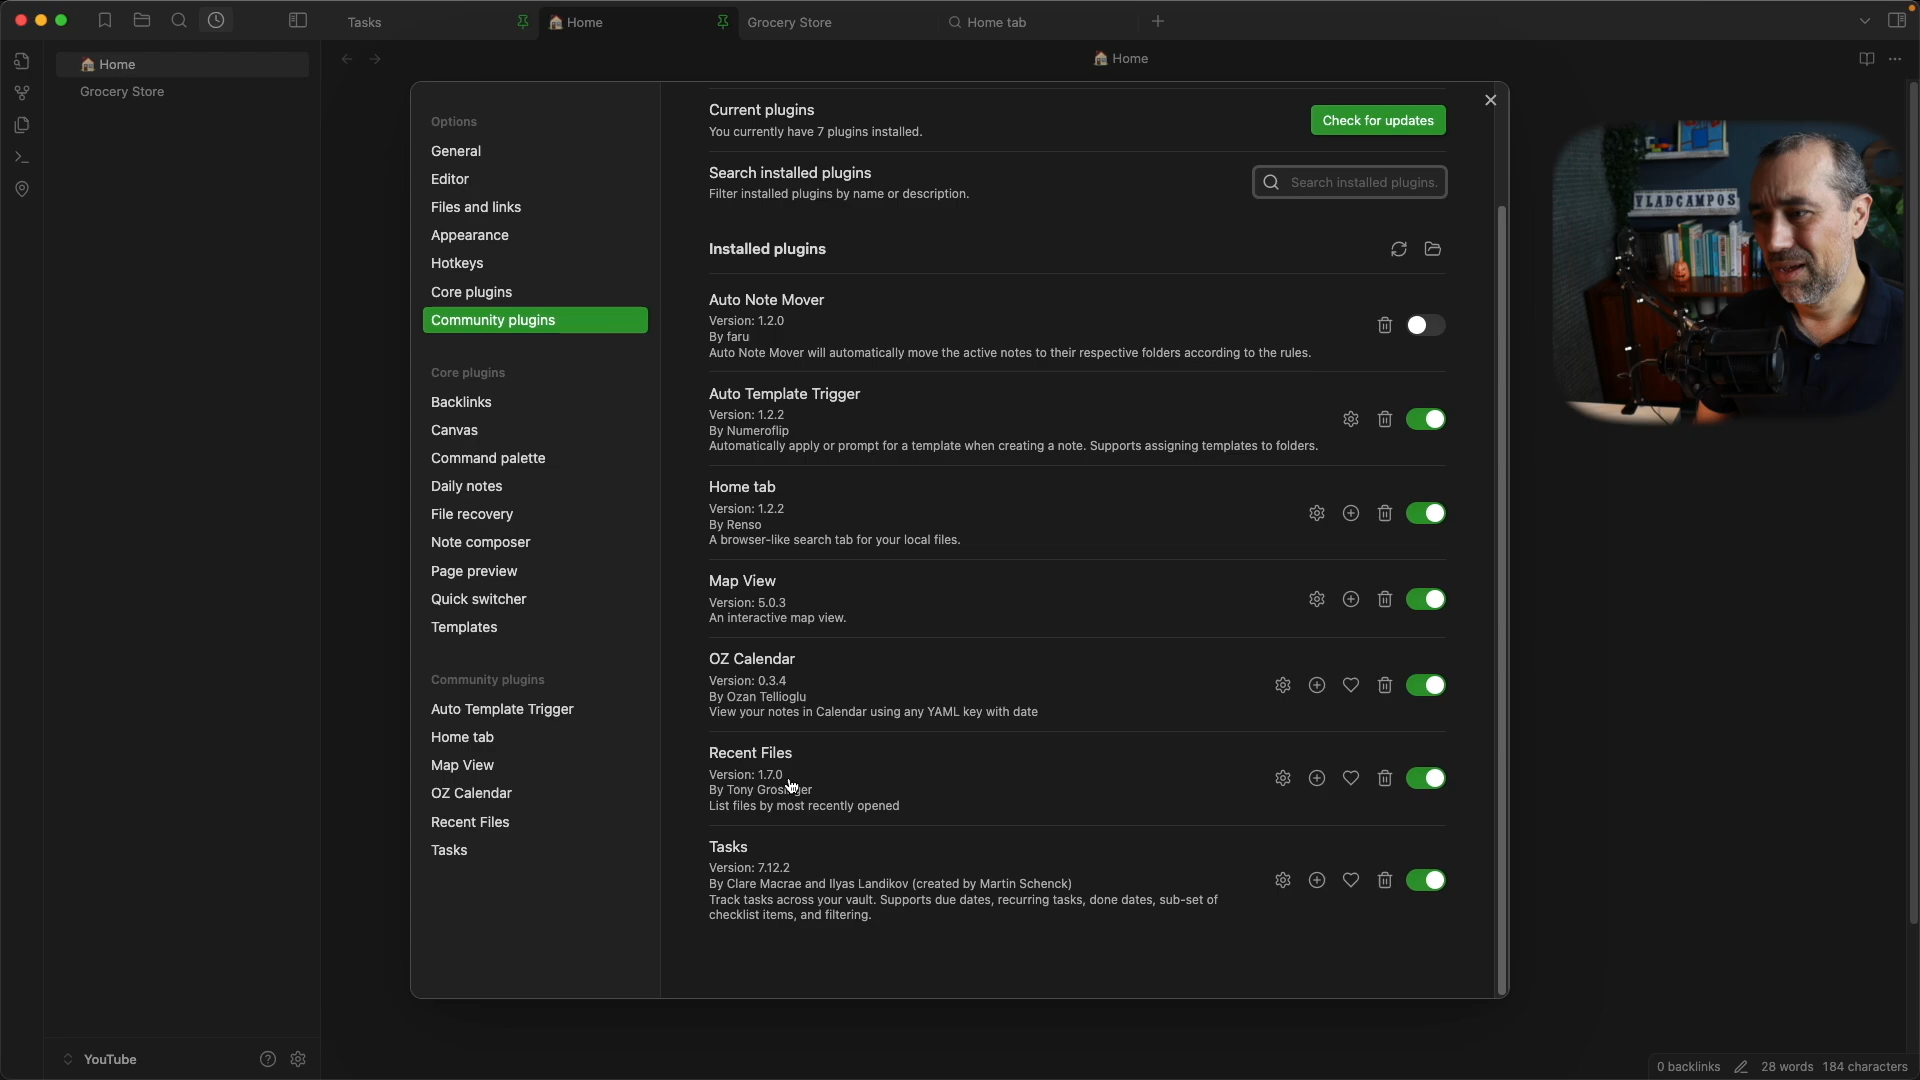 Tasks
Home
Grocery Store
Home tab
Home
Grocery Store
Home
Options
General
Editor
Files and links
Appearance
Hotkeys
Core plugins
Community plugins
Core plugins
Backlinks
Canvas
Command palette
Daily notes
File recovery
Note composer
Page preview
Quick switcher
Templates
Community plugins
Auto Template Trigger
Home tab
Map View
OZ Calendar
Recent Files
Tasks
Current plugins
You currently have 7 plugins installed.
Check for updates
Search installed plugins
Filter installed plugins by name or description.
Search installed plugins.
Installed plugins
Auto Note Mover
Version: 1.2.0
By faru
Auto Note Mover will automatically move the active notes to their respective folders according to the rules.
Auto Template Trigger
Version: 1.2.2
By Numeroflip
Automatically apply or prompt for a template when creating a note. Supports assigning templates to folders.
Home tab
Version: 1.2.2
By Renso
A browser-like search tab for your local files.
Map View
Version: 5.0.3
An interactive map view.
OZ Calendar
Version: 0.3.4
By Ozan Tellioglu
View your notes in Calendar using any YAML key with date
Recent Files
Version: 1.7.0
By Tony Grosinger
List files by most recently opened
Tasks
Version: 7.12.2
By Clare Macrae and Ilyas Landikov (created by Martin Schenck)
Track tasks across your vault. Supports due dates, recurring tasks, done dates, sub-set of
checklist items, and filtering.
VLADCAMPOS
YouTube
0 backlinks
28 words
184 characters